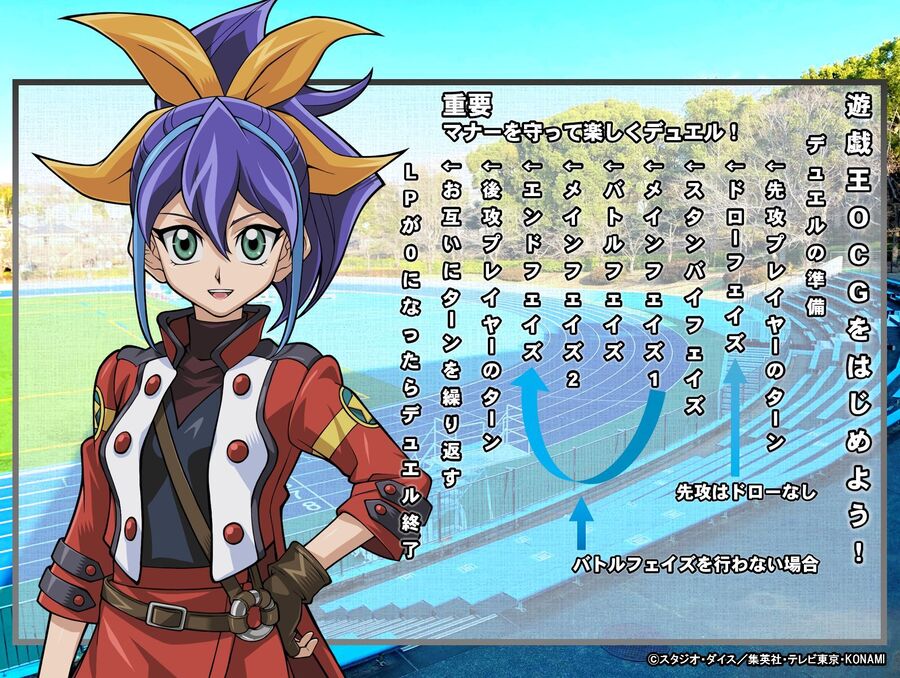 遊戯王OCGをはじめよう！
デュエルの準備
←先攻プレイヤーのターン
←ドローフェイズ
先攻はドローなし
←スタンバイフェイズ
←メインフェイズ1
←バトルフェイズ
←メインフェイズ2
←エンドフェイズ
バトルフェイズを行わない場合
←後攻プレイヤーのターン
←お互いにターンを繰り返す
LPが0になったらデュエル終了
重要
マナーを守って楽しくデュエル！
©スタジオ・ダイス／集英社・テレビ東京・KONAMI